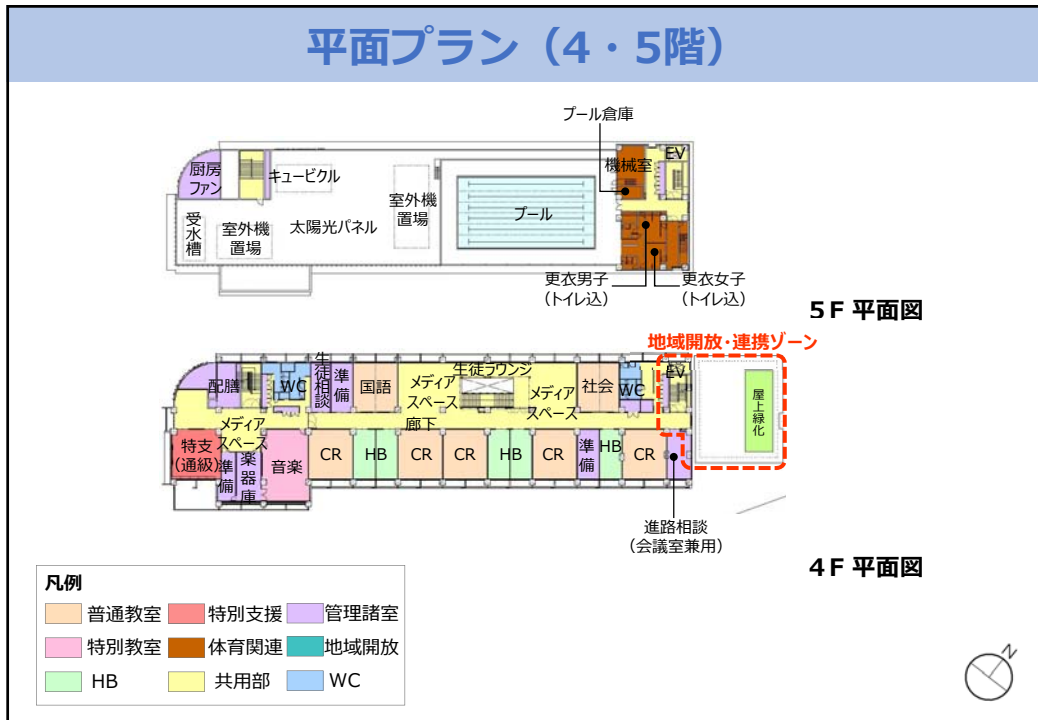 平面プラン（4・5階）
プール倉庫
厨房
ファン
キュービクル
機械室
EV
受水槽
室外機
置場
太陽光パネル
室外機
置場
プール
更衣男子
（トイレ込）
更衣女子
（トイレ込）
5F 平面図
地域開放・連携ゾーン
配膳
WC
生徒相談
準備
国語
メディア
スペース
生徒ラウンジ
メディア
スペース
社会
WC
EV
屋上緑化
メディア
スペース
廊下
特支
（通級）
準備
楽器庫
音楽
CR
HB
CR
CR
HB
CR
準備
HB
CR
進路相談
（会議室兼用）
4F 平面図
凡例
普通教室
特別支援
管理諸室
特別教室
体育関連
地域開放
HB
共用部
WC
N